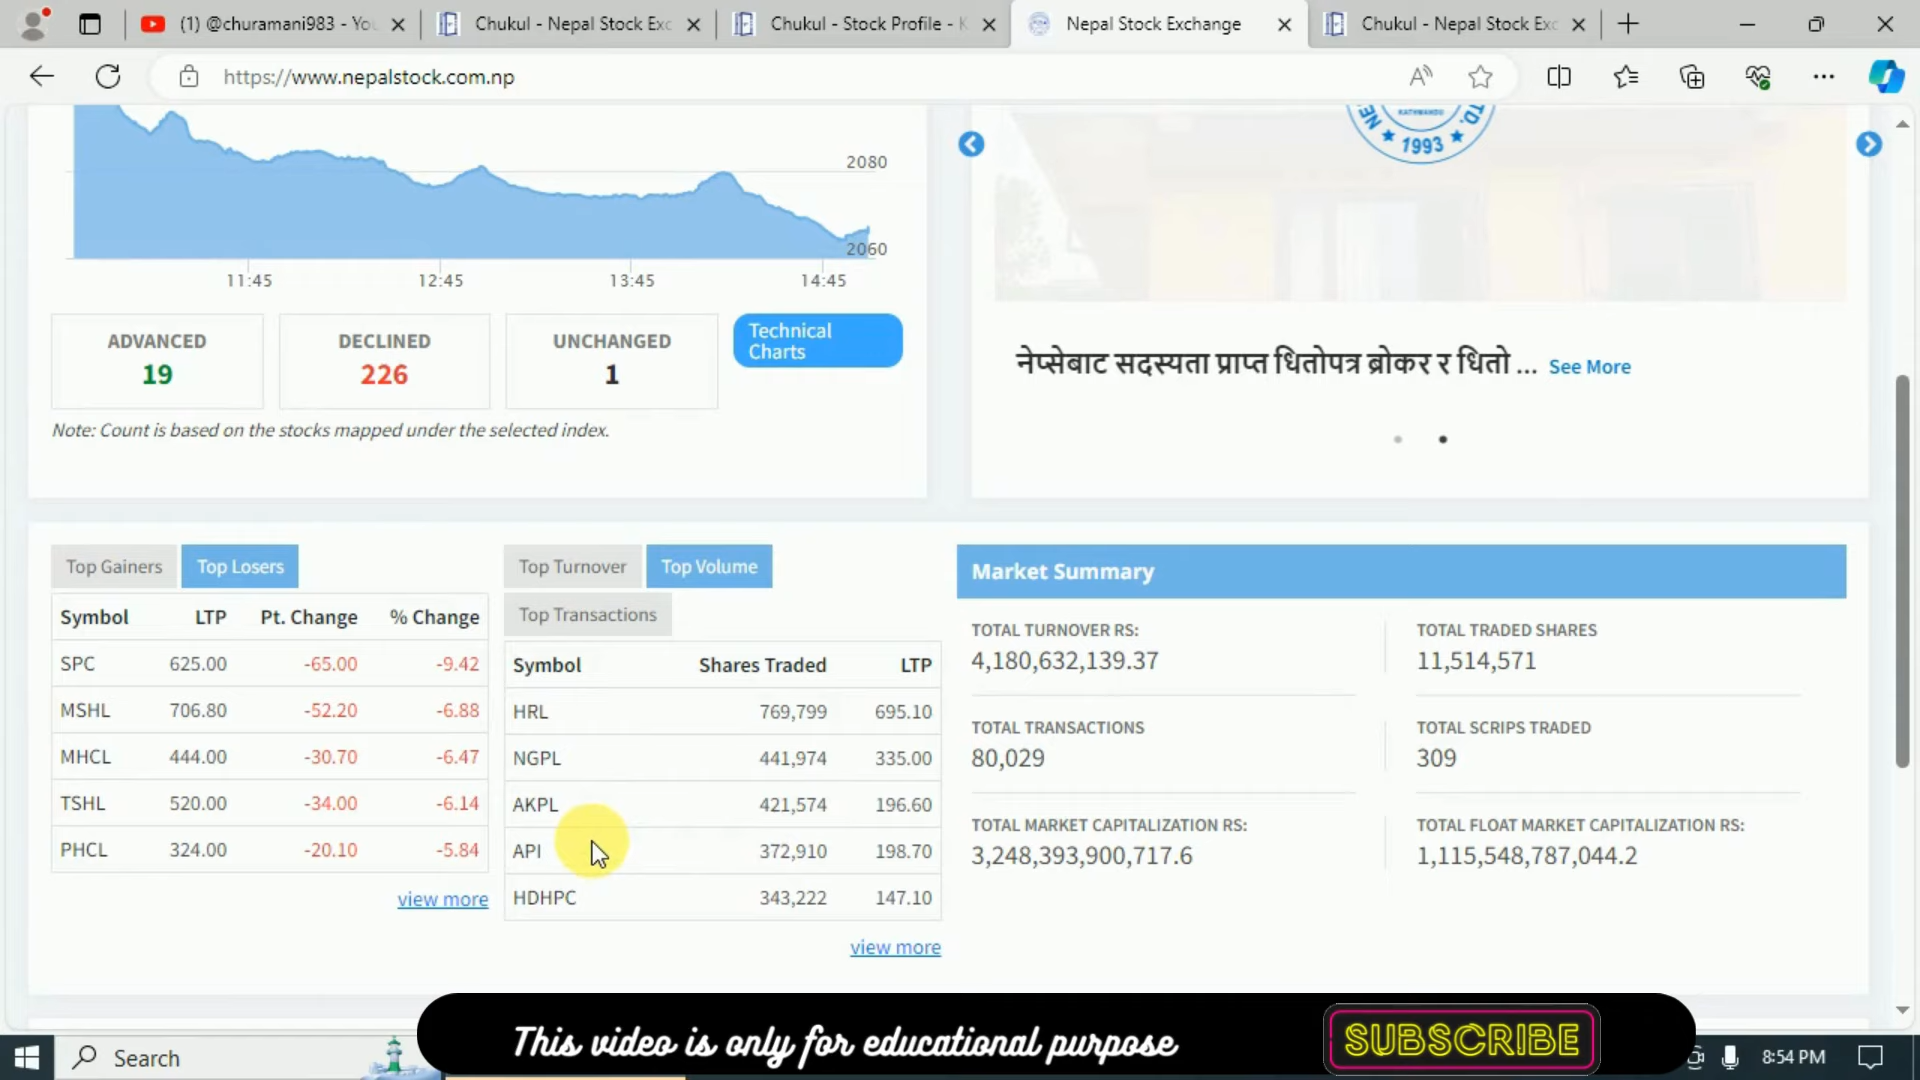 (1) @churamani983 - Yo
Chukul - Nepal Stock Exc
Chukul - Stock Profile - K
Nepal Stock Exchange
Chukul - Nepal Stock Exc
https://www.nepalstock.com.np
2080
2060
11:45 12:45 13:45 14:45
KATHMANDU
1993
ADVANCED
19
DECLINED
226
UNCHANGED
1
Technical
Charts
Note: Count is based on the stocks mapped under the selected index.
नेप्सेबाट सदस्यता प्राप्त धितोपत्र ब्रोकर र धितो ... See More
Top Gainers Top Losers
Symbol LTP Pt. Change % Change
SPC 625.00 -65.00 -9.42
MSHL 706.80 -52.20 -6.88
MHCL 444.00 -30.70 -6.47
TSHL 520.00 -34.00 -6.14
PHCL 324.00 -20.10 -5.84
view more
Top Turnover Top Volume
Top Transactions
Symbol Shares Traded LTP
HRL 769,799 695.10
NGPL 441,974 335.00
AKPL 421,574 196.60
API 372,910 198.70
HDHPC 343,222 147.10
view more
Market Summary
TOTAL TURNOVER RS:
4,180,632,139.37
TOTAL TRADED SHARES
11,514,571
TOTAL TRANSACTIONS
80,029
TOTAL SCRIPS TRADED
309
TOTAL MARKET CAPITALIZATION RS:
3,248,393,900,717.6
TOTAL FLOAT MARKET CAPITALIZATION RS:
1,115,548,787,044.2
This video is only for educational purpose
SUBSCRIBE
Search
8:54 PM